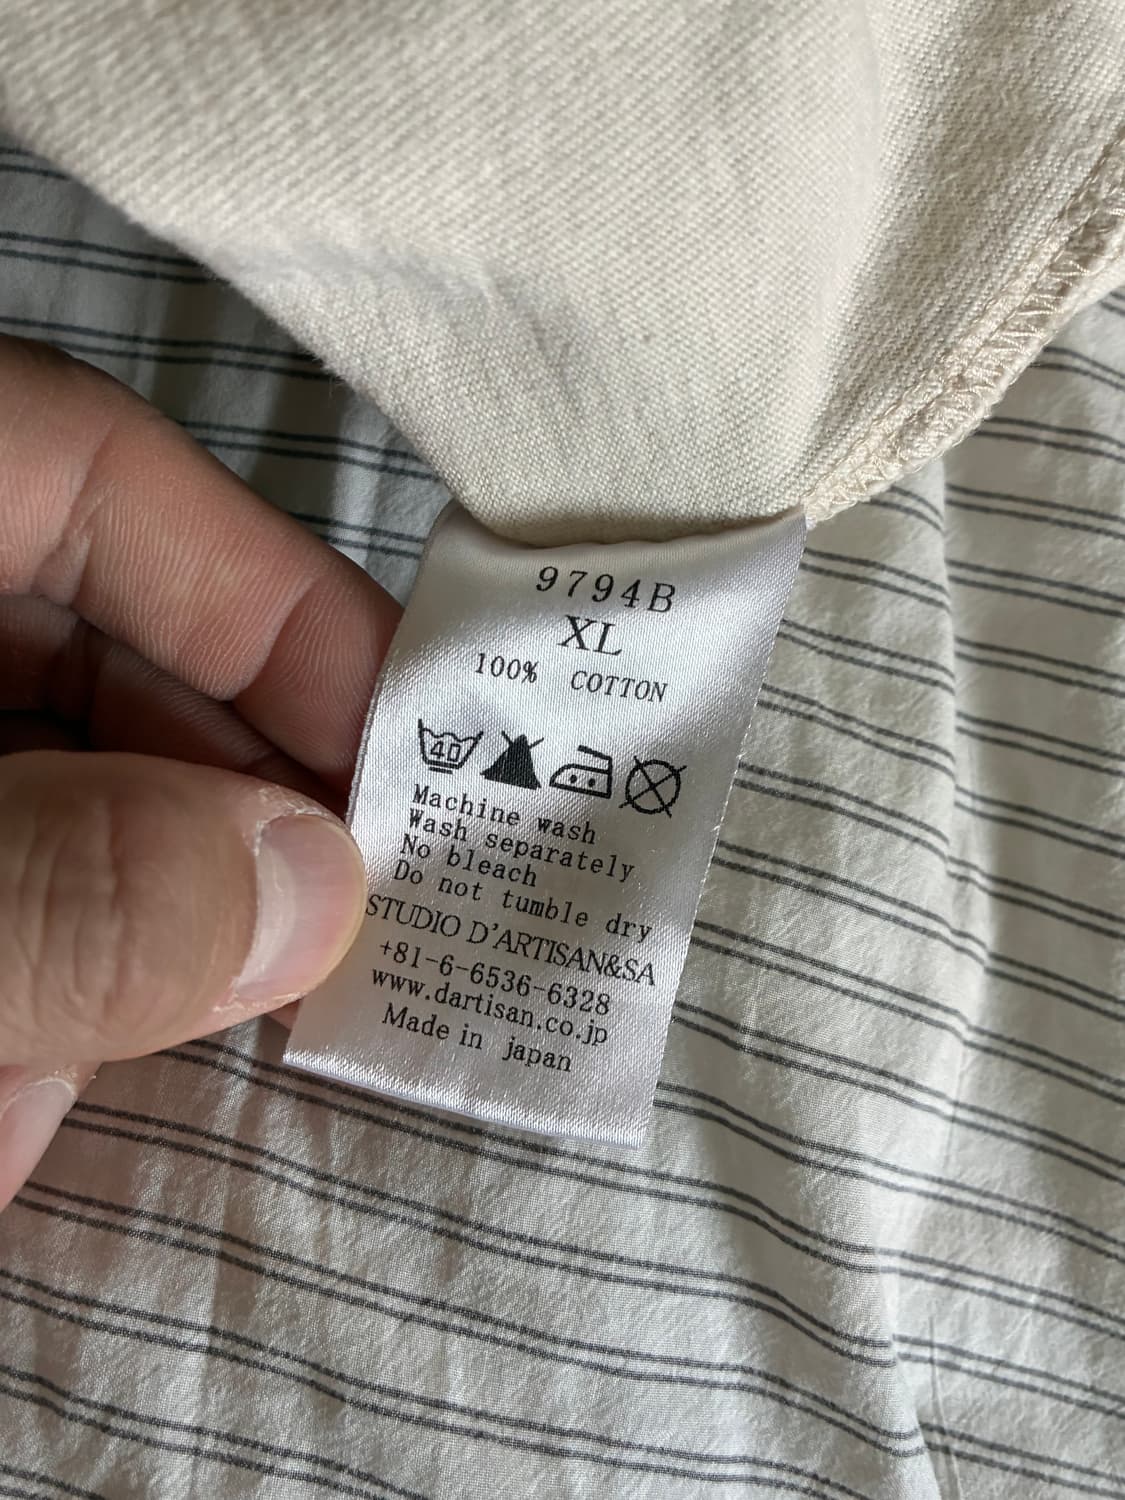 9794B
XL
100% COTTON
40
Machine wash
Wash separately
No bleach
Do not tumble dry
STUDIO D'ARTISAN&SA
+81-6-6536-6328
www.dartisan.co.jp
Made in japan